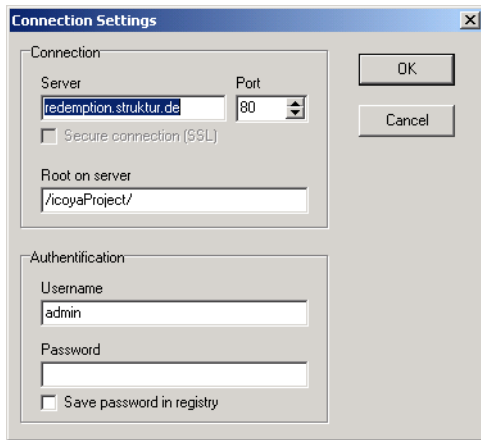 Connection Settings
Connection
OK
Server
Port
redemption.struktur.de
80
Cancel
Secure connection (SSL)
Root on server
/icoyaProject/
Authentification
Username
admin
Password
Save password in registry